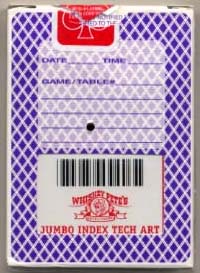 DATE TIME
GAME/TABLE#
WHISKEY PETE'S
JUMBO INDEX TECH ART